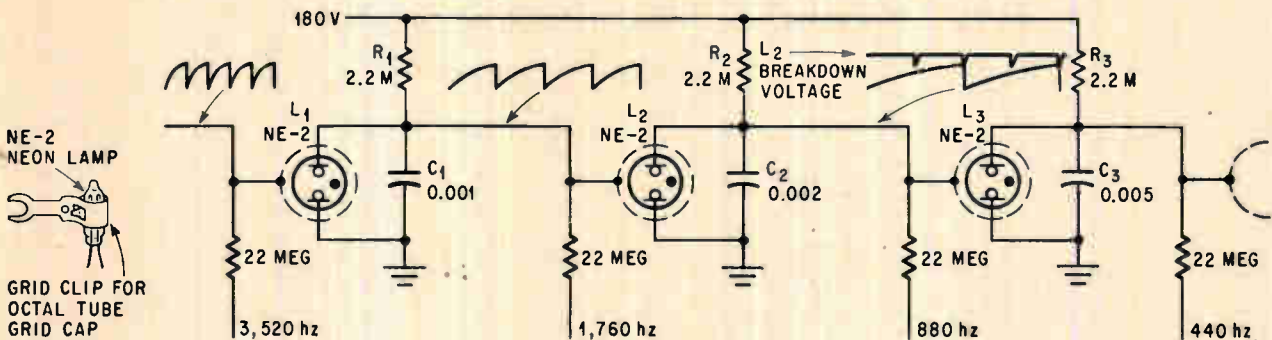 180 V
R1
2.2 M
R2
2.2 M
L2
BREAKDOWN
VOLTAGE
R3
2.2 M
L1
NE-2
L2
NE-2
L3
NE-2
NE-2
NEON LAMP
C1
0.001
C2
0.002
C3
0.005
22 MEG
22 MEG
22 MEG
22 MEG
GRID CLIP FOR
OCTAL TUBE
GRID CAP
3,520 hz
1,760 hz
880 hz
440 hz